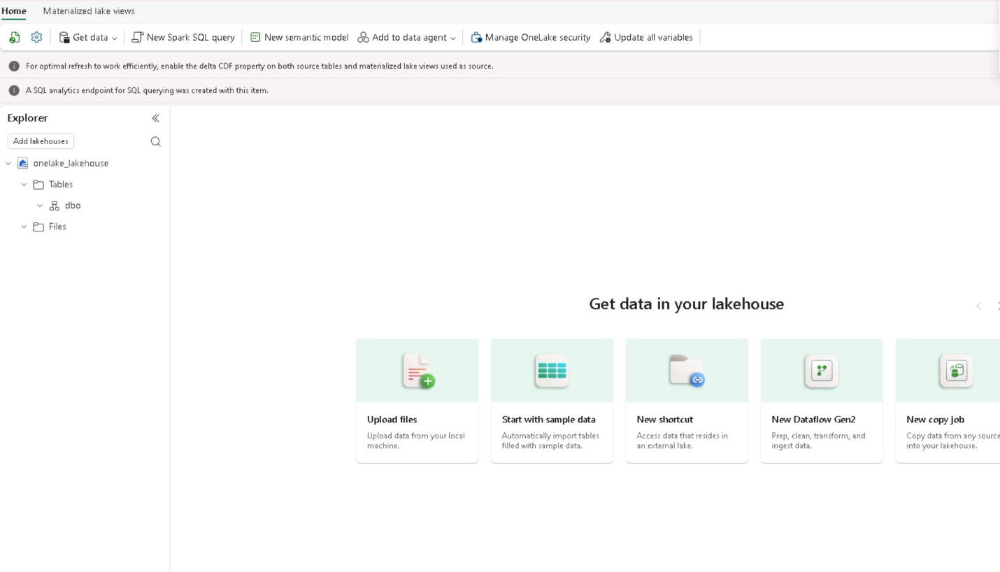 Home Materialized lake views
Get data New Spark SQL query New semantic model Add to data agent Manage OneLake security Update all variables
For optimal refresh to work efficiently, enable the delta CDF property on both source tables and materialized lake views used as source.
A SQL analytics endpoint for SQL querying was created with this item.
Explorer
Add lakehouses
onelake_lakehouse
Tables
dbo
Files
Get data in your lakehouse
Upload files
Upload data from your local
machine.
Start with sample data
Automatically import tables
filled with sample data.
New shortcut
Access data that resides in
an external lake.
New Dataflow Gen2
Prep, clean, transform, and
ingest data.
New copy job
Copy data from any source
into your lakehouse.